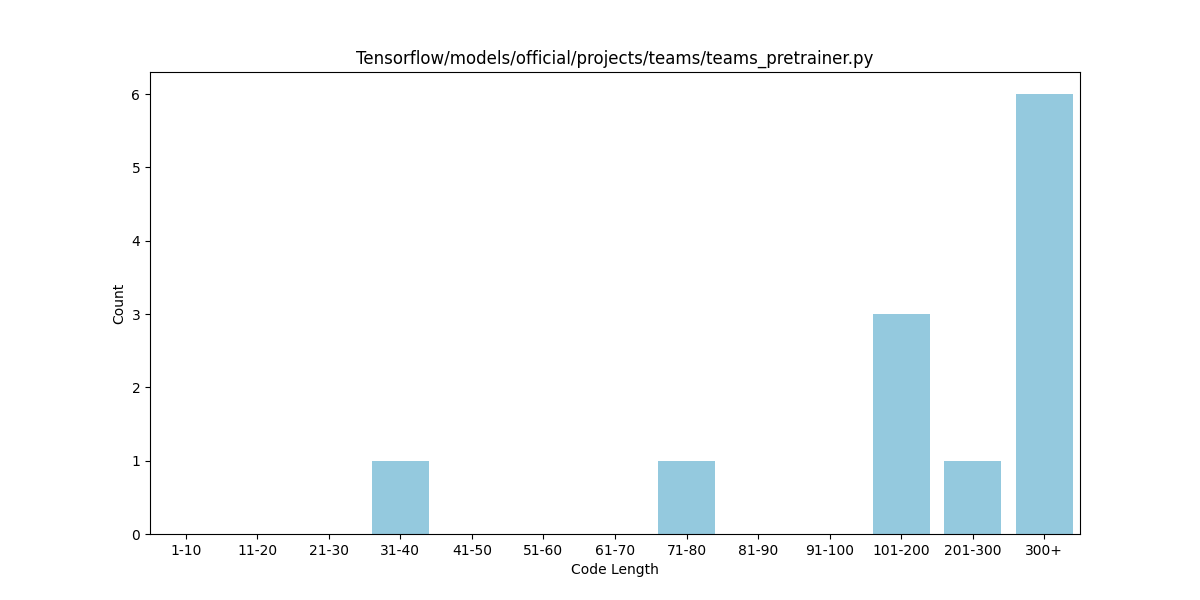 Tensorflow/models/official/projects/teams/teams_pretrainer.py
6
5
4
3
2
1
0
Count
1-10 11-20 21-30 31-40 41-50 51-60 61-70 71-80 81-90 91-100 101-200 201-300 300+
Code Length